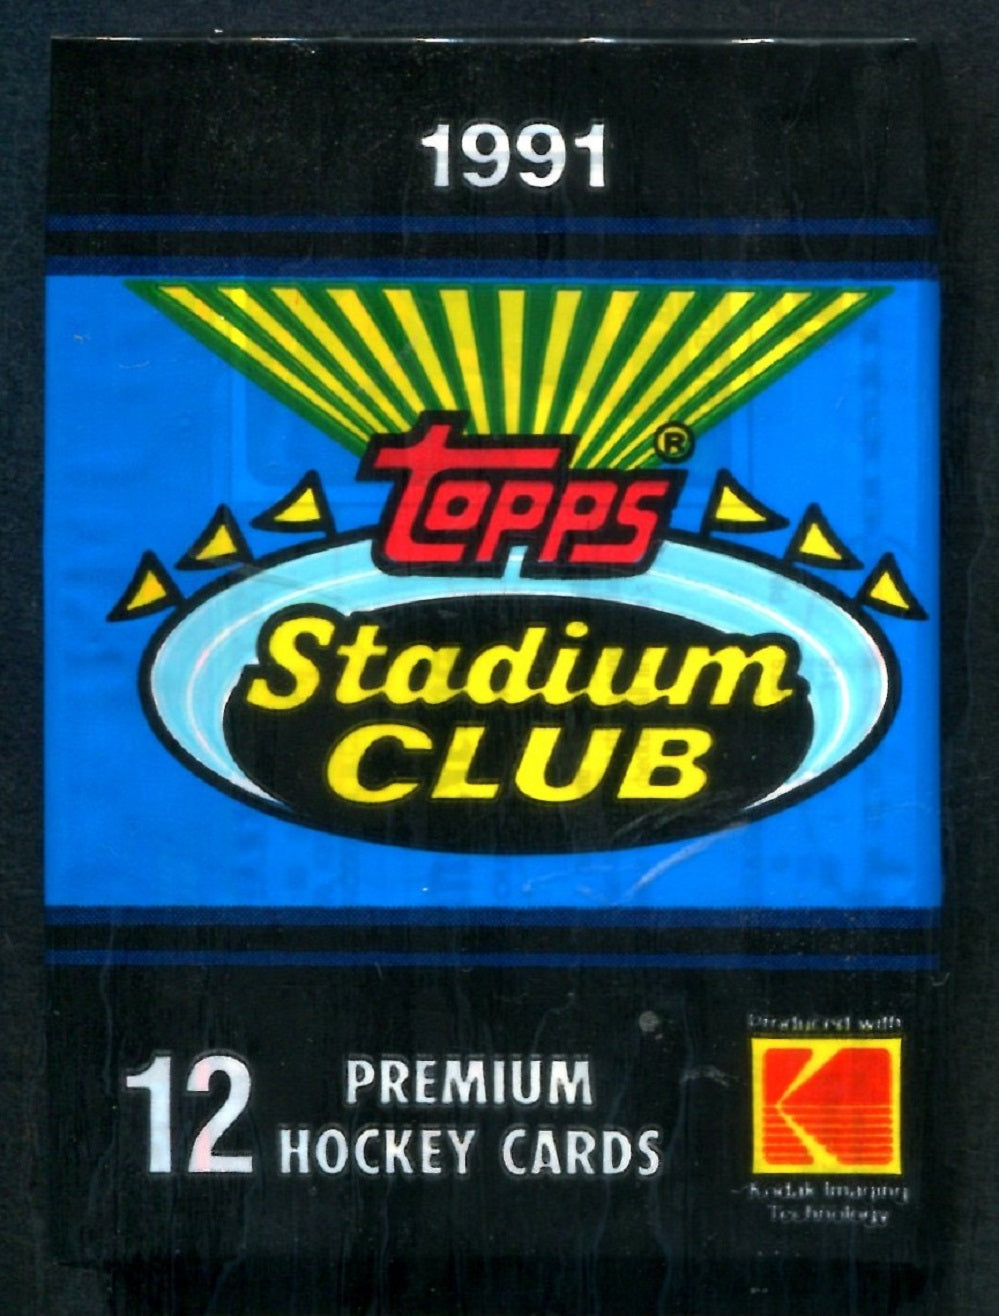 1991
Topps®
Stadium
CLUB
12
PREMIUM
HOCKEY CARDS
Produced with
K
Kodak Imaging
Technology